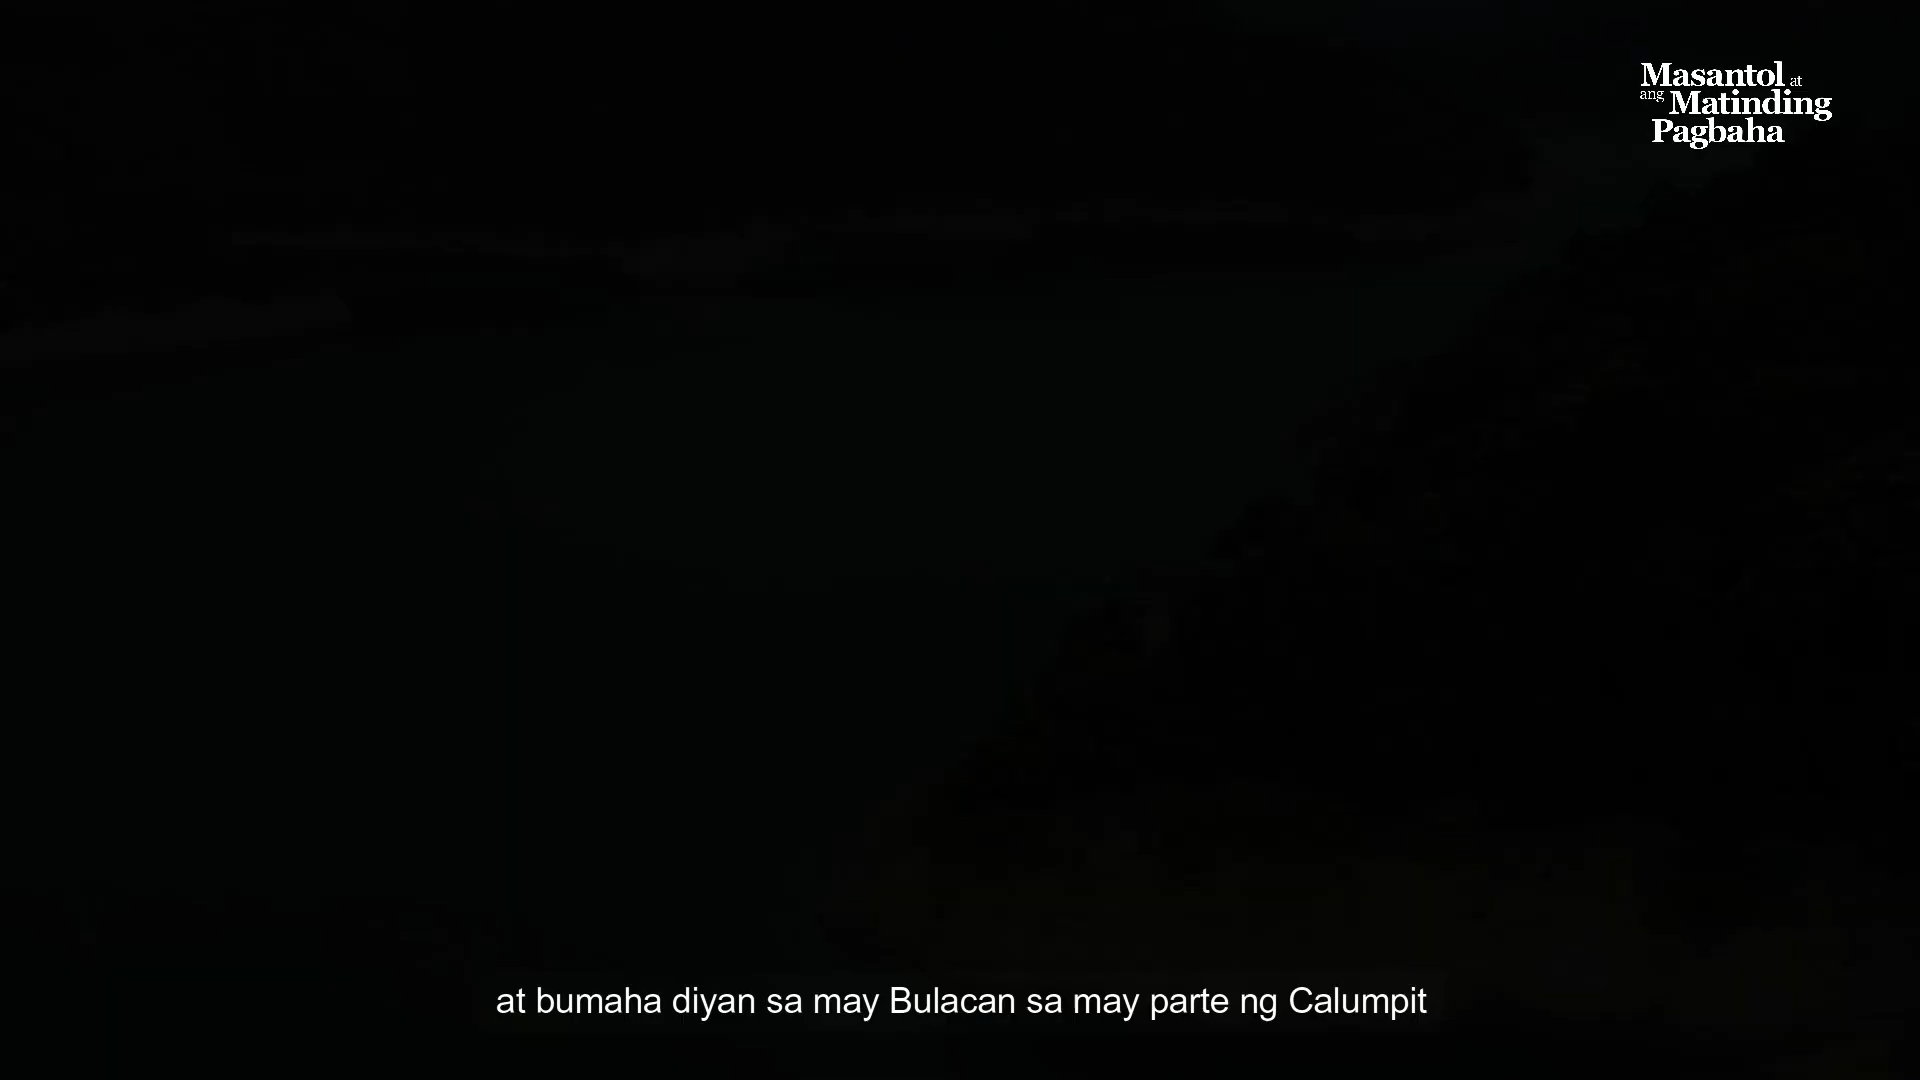 Masantol at
ang Matinding
Pagbaha
at bumaha diyan sa may Bulacan sa may parte ng Calumpit